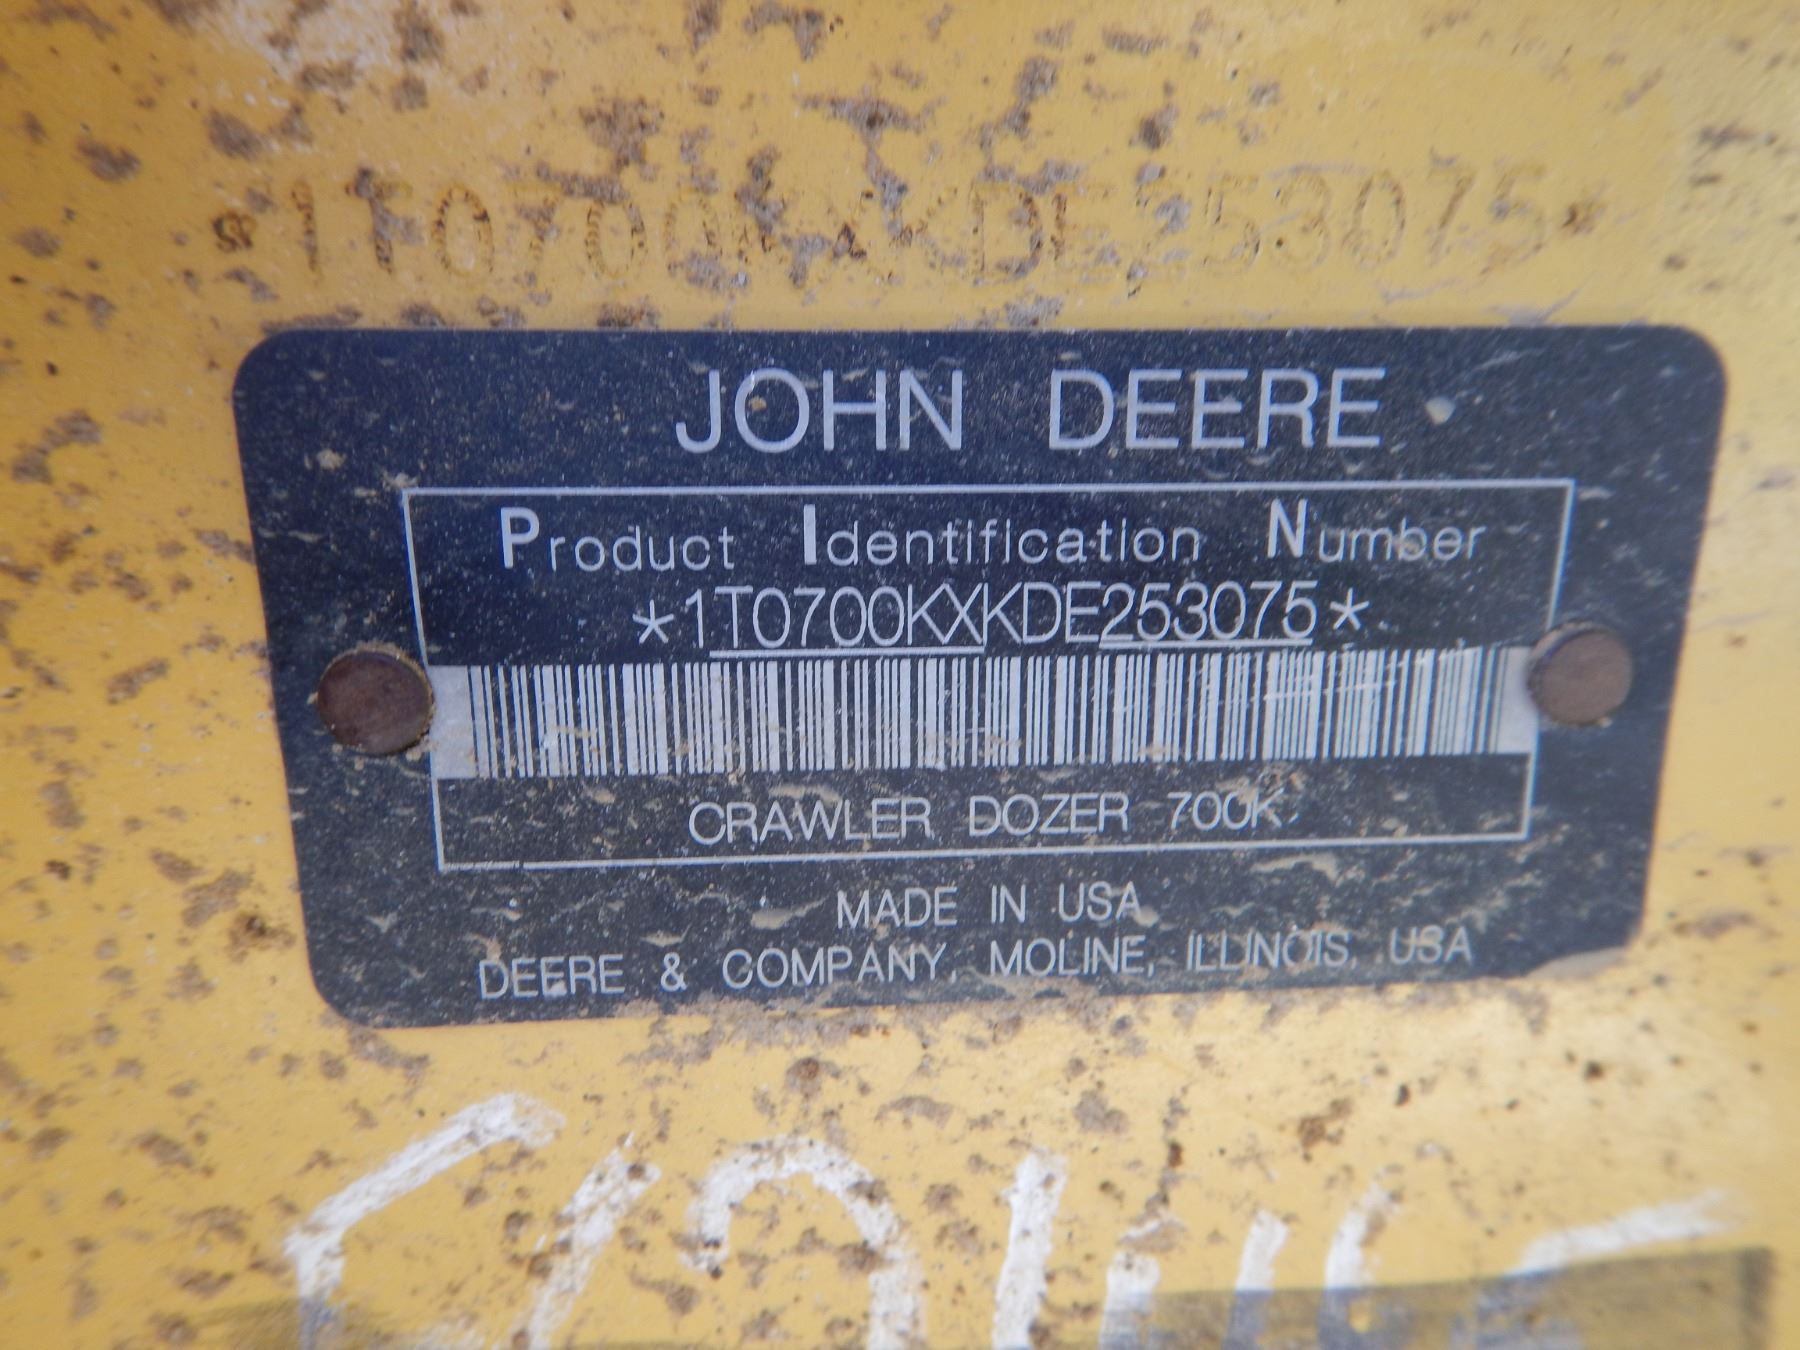 *1T0700KXKDE253075*
JOHN DEERE
Product Identification Number
*1T0700KXKDE253075*
CRAWLER DOZER 700K
MADE IN USA
DEERE & COMPANY, MOLINE, ILLINOIS, USA